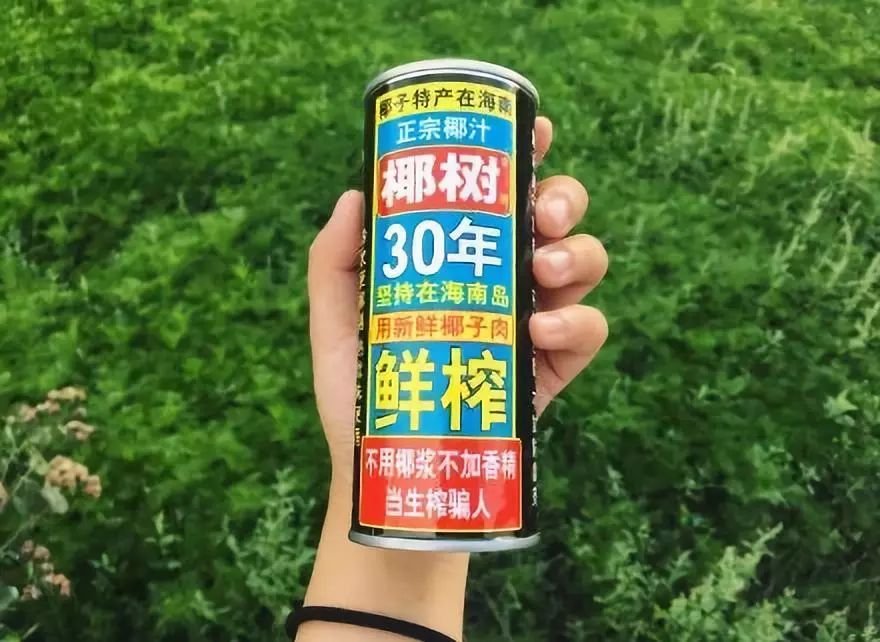 椰子特产在海南
正宗椰汁
椰树
30年
坚持在海南岛
用新鲜椰子肉
鲜榨
不用椰浆不加香精
当生榨骗人